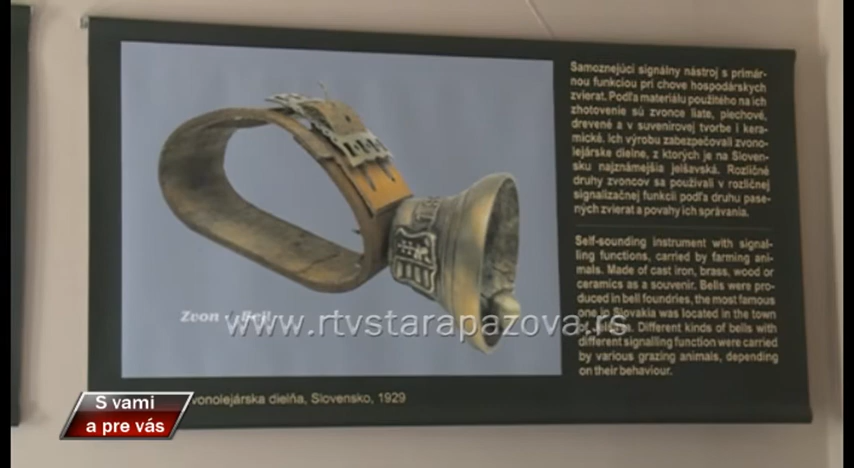 Samoznejúci signálny nástroj s primár-
nou funkciou pri chove hospodárskych
zvierat. Podľa materiálu použitého na ich
zhotovenie sú zvonce liate, plechové,
drevené a v suvenírovej tvorbe i kera-
mické. Ich výrobu zabezpečovali zvono-
lejárske dielne, z ktorých je na Sloven-
sku najznámejšia jelšavská. Rozličné
druhy zvoncov sa používali v rozličnej
signalizačnej funkcii podľa druhu pase-
ných zvierat a povahy ich správania.
Self-sounding instrument with signal-
ling functions, carried by farming ani-
mals. Made of cast iron, brass, wood or
ceramics as a souvenir. Bells were pro-
duced in bell foundries, the most famous
one in Slovakia was located in the town
Different kinds of bells with
different signalling function were carried
by various grazing animals, depending
on their behaviour.
Zvon / Bell
www.rtvstarapazova.rs
vonolejárska dielňa, Slovensko, 1929
S vami
a pre vás